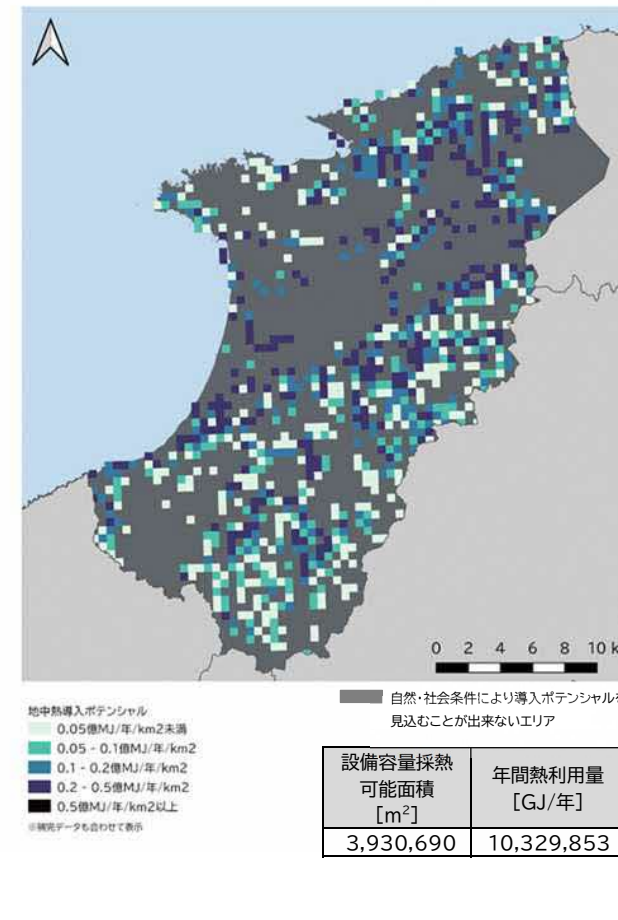 0 2 4 6 8 10 k
自然・社会条件により導入ポテンシャルを
見込むことが出来ないエリア
地中熱導入ポテンシャル
0.05億MJ/年/km2未満
0.05 - 0.1億MJ/年/km2
0.1 - 0.2億MJ/年/km2
0.2 - 0.5億MJ/年/km2
0.5億MJ/年/km2以上
※補完データも合わせて表示
設備容量採熱
可能面積
[m²]
年間熱利用量
[GJ/年]
3,930,690 10,329,853